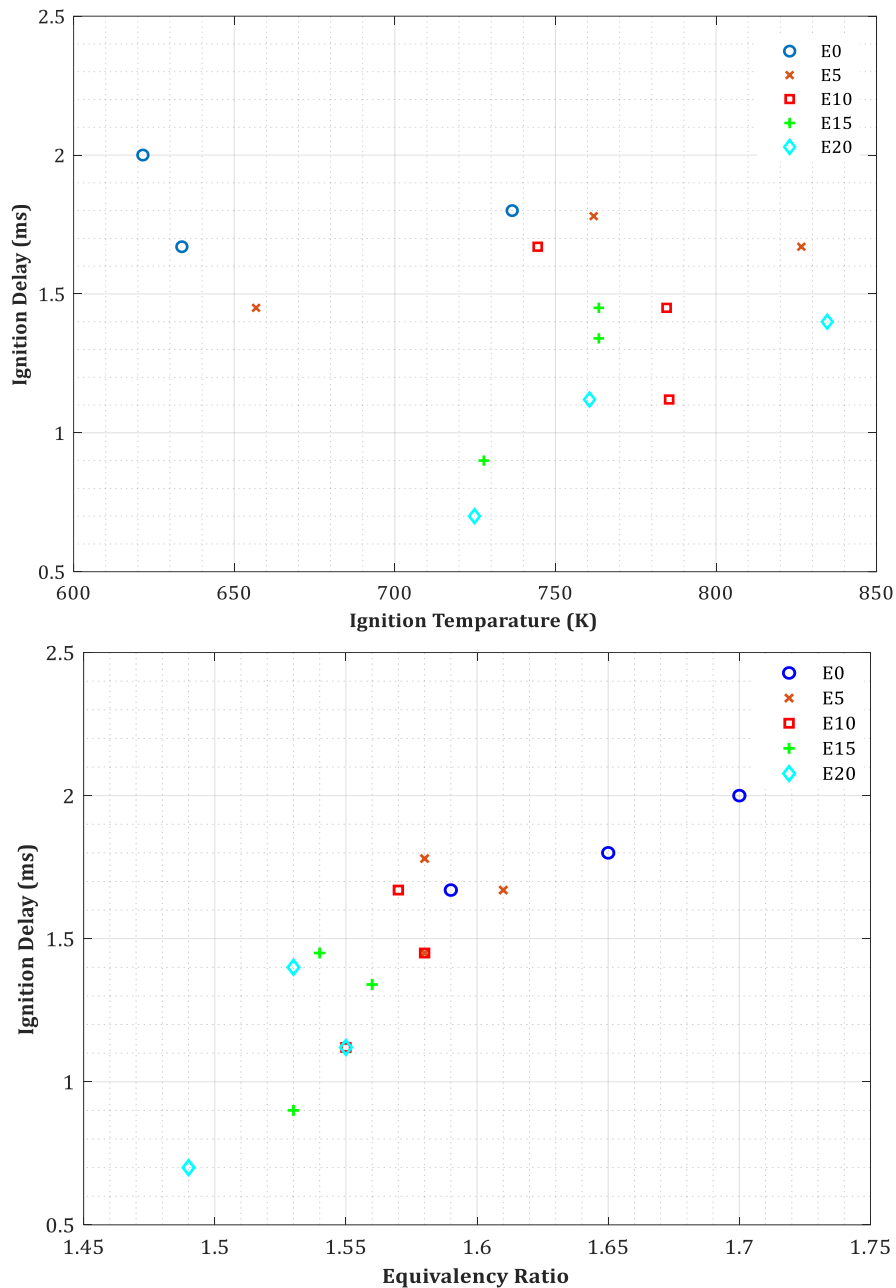 2.5
2
1.5
1
0.5
Ignition Delay (ms)
E0
E5
E10
E15
E20
600 650 700 750 800 850
Ignition Temparature (K)
2.5
2
1.5
1
0.5
Ignition Delay (ms)
E0
E5
E10
E15
E20
1.45 1.5 1.55 1.6 1.65 1.7 1.75
Equivalency Ratio